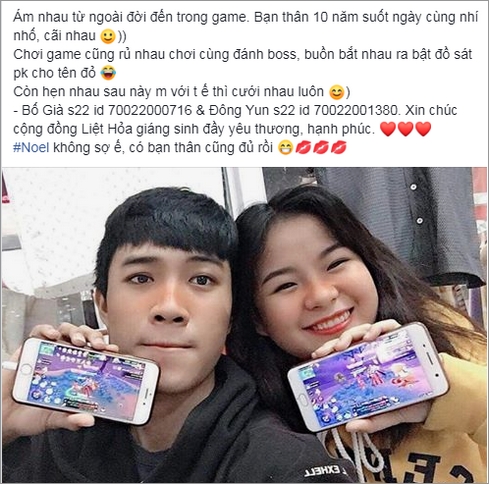 Ám nhau từ ngoài đời đến trong game. Bạn thân 10 năm suốt ngày cùng nhí
nhố, cãi nhau 🙂))
Chơi game cũng rủ nhau chơi cùng đánh boss, buồn bắt nhau ra bật đồ sát
pk cho tên đỏ 😂
Còn hẹn nhau sau này m với t ế thì cưới nhau luôn 😊)
- Bố Già s22 id 70022000716 & Đông Yun s22 id 70022001380. Xin chúc
cộng đồng Liệt Hỏa giáng sinh đầy yêu thương, hạnh phúc. ❤❤❤
#Noel không sợ ế, có bạn thân cũng đủ rồi 😁💋💋💋
EXHELL